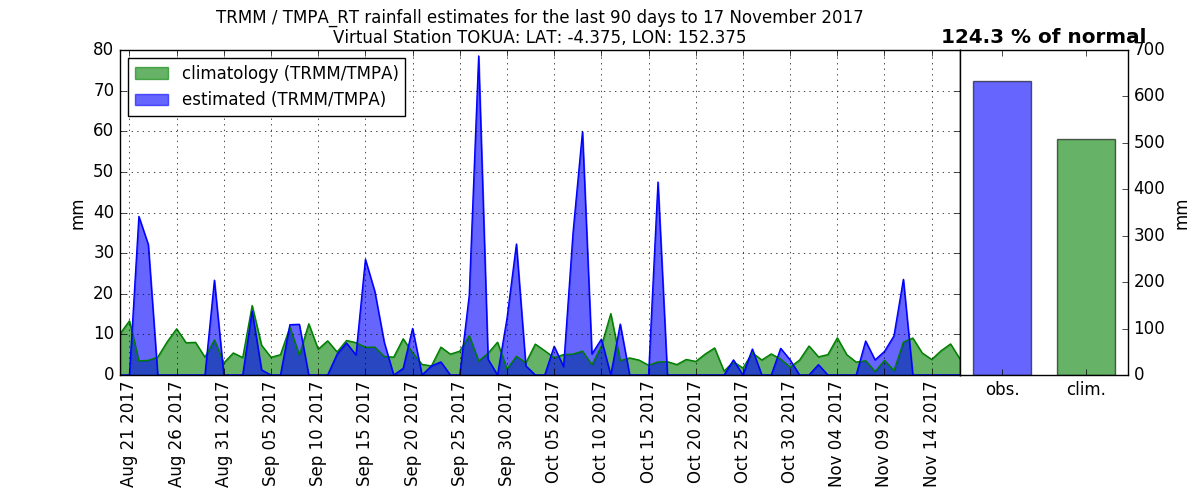 TRMM / TMPA_RT rainfall estimates for the last 90 days to 17 November 2017
Virtual Station TOKUA: LAT: -4.375, LON: 152.375
124.3 % of normal
climatology (TRMM/TMPA)
estimated (TRMM/TMPA)
mm
80
70
60
50
40
30
20
10
0
Aug 21 2017
Aug 26 2017
Aug 31 2017
Sep 05 2017
Sep 10 2017
Sep 15 2017
Sep 20 2017
Sep 25 2017
Sep 30 2017
Oct 05 2017
Oct 10 2017
Oct 15 2017
Oct 20 2017
Oct 25 2017
Oct 30 2017
Nov 04 2017
Nov 09 2017
Nov 14 2017
obs.
clim.
700
600
500
400
300
200
100
0
mm